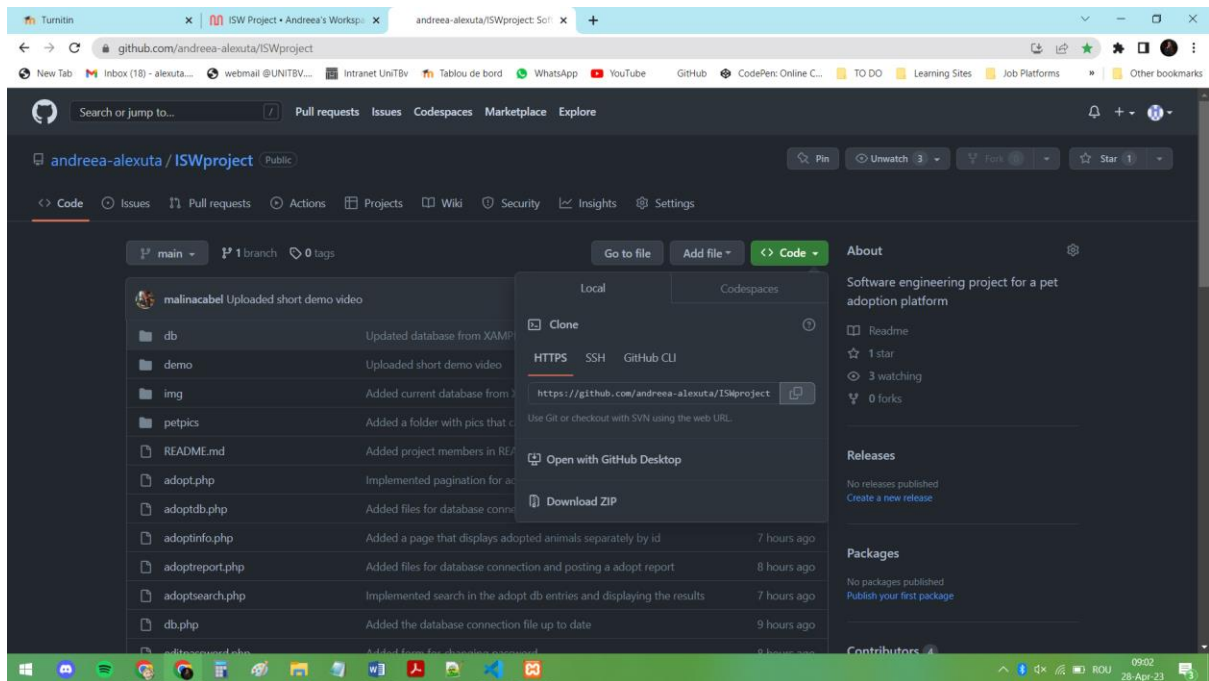 Turnitin
ISW Project • Andreea's Workspa
andreea-alexuta/ISWproject: Soft
github.com/andreea-alexuta/ISWproject
New Tab Inbox (18) - alexuta.... webmail @UNITBV.... Intranet UniTBv Tablou de bord WhatsApp YouTube GitHub CodePen: Online C... TO DO Learning Sites Job Platforms » Other bookmarks
Search or jump to... / Pull requests Issues Codespaces Marketplace Explore
andreea-alexuta / ISWproject Public
Pin Unwatch 3 Fork 0 Star 1
Code Issues Pull requests Actions Projects Wiki Security Insights Settings
main 1 branch 0 tags Go to file Add file Code
malinacabel Uploaded short demo video
db Updated database from XAMP
demo Uploaded short demo video
img Added current database from
petpics Added a folder with pics that
README.md Added project members in
adopt.php Implemented pagination for
adoptdb.php Added files for database
adoptinfo.php Added a page that displays adopted animals separately by id 7 hours ago
adoptreport.php Added files for database connection and posting a adopt report 8 hours ago
adoptsearch.php Implemented search in the adopt db entries and displaying the results 7 hours ago
db.php Added the database connection file up to date 9 hours ago
editpassword.php Added form for changing password 8 hours ago
Local Codespaces
Clone
HTTPS SSH GitHub CLI
https://github.com/andreea-alexuta/ISWproject
Use Git or checkout with SVN using the web URL.
Open with GitHub Desktop
Download ZIP
About
Software engineering project for a pet
adoption platform
Readme
1 star
3 watching
0 forks
Releases
No releases published
Create a new release
Packages
No packages published
Publish your first package
Contributors 4
ROU
09:02
28-Apr-23